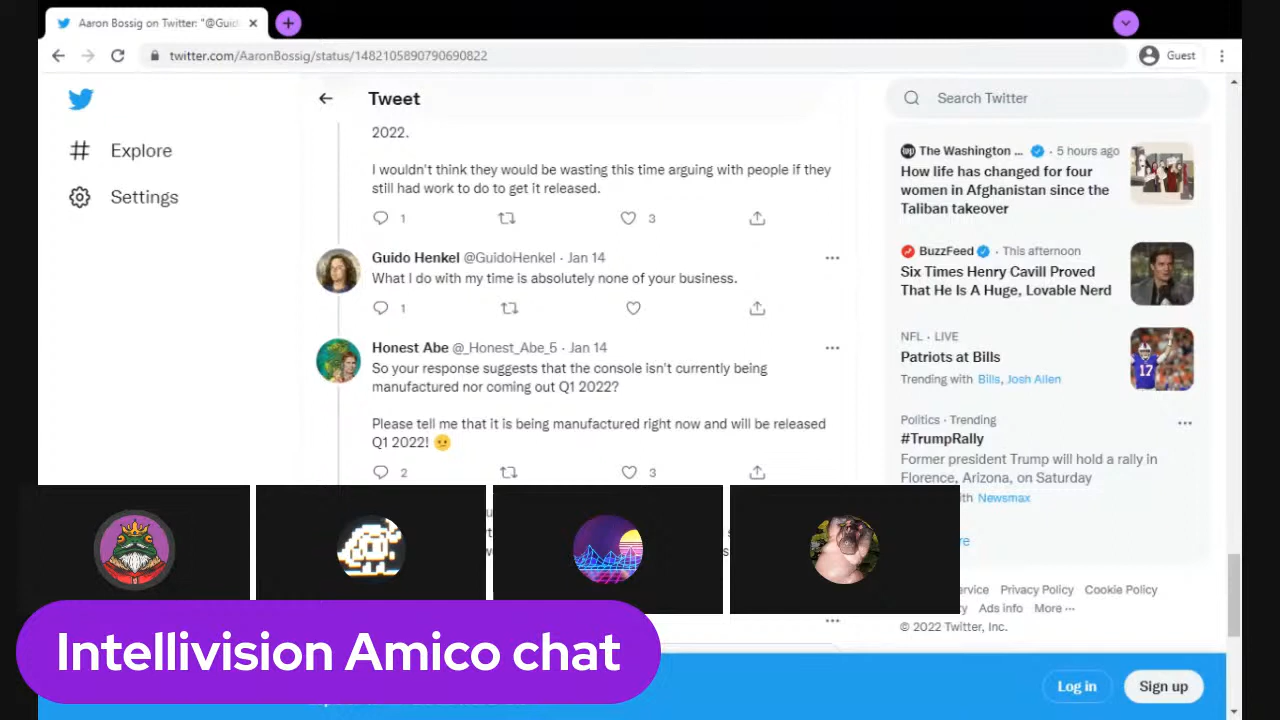 Aaron Bossig on Twitter: "@Guid
twitter.com/AaronBossig/status/1482105890790690822
Guest
Explore
Settings
Tweet
2022.
I wouldn't think they would be wasting this time arguing with people if they
still had work to do to get it released.
1
3
Guido Henkel @GuidoHenkel · Jan 14
What I do with my time is absolutely none of your business.
1
Honest Abe @_Honest_Abe_5 · Jan 14
So your response suggests that the console isn't currently being
manufactured nor coming out Q1 2022?
Please tell me that it is being manufactured right now and will be released
Q1 2022!
2
3
Search Twitter
The Washington ... · 5 hours ago
How life has changed for four
women in Afghanistan since the
Taliban takeover
BuzzFeed · This afternoon
Six Times Henry Cavill Proved
That He Is A Huge, Lovable Nerd
NFL · LIVE
Patriots at Bills
Trending with Bills, Josh Allen
17
Politics · Trending
#TrumpRally
Former president Trump will hold a rally in
Florence, Arizona, on Saturday
Newsmax
Privacy Policy Cookie Policy
Ads info More ···
© 2022 Twitter, Inc.
Intellivision Amico chat
Log in
Sign up